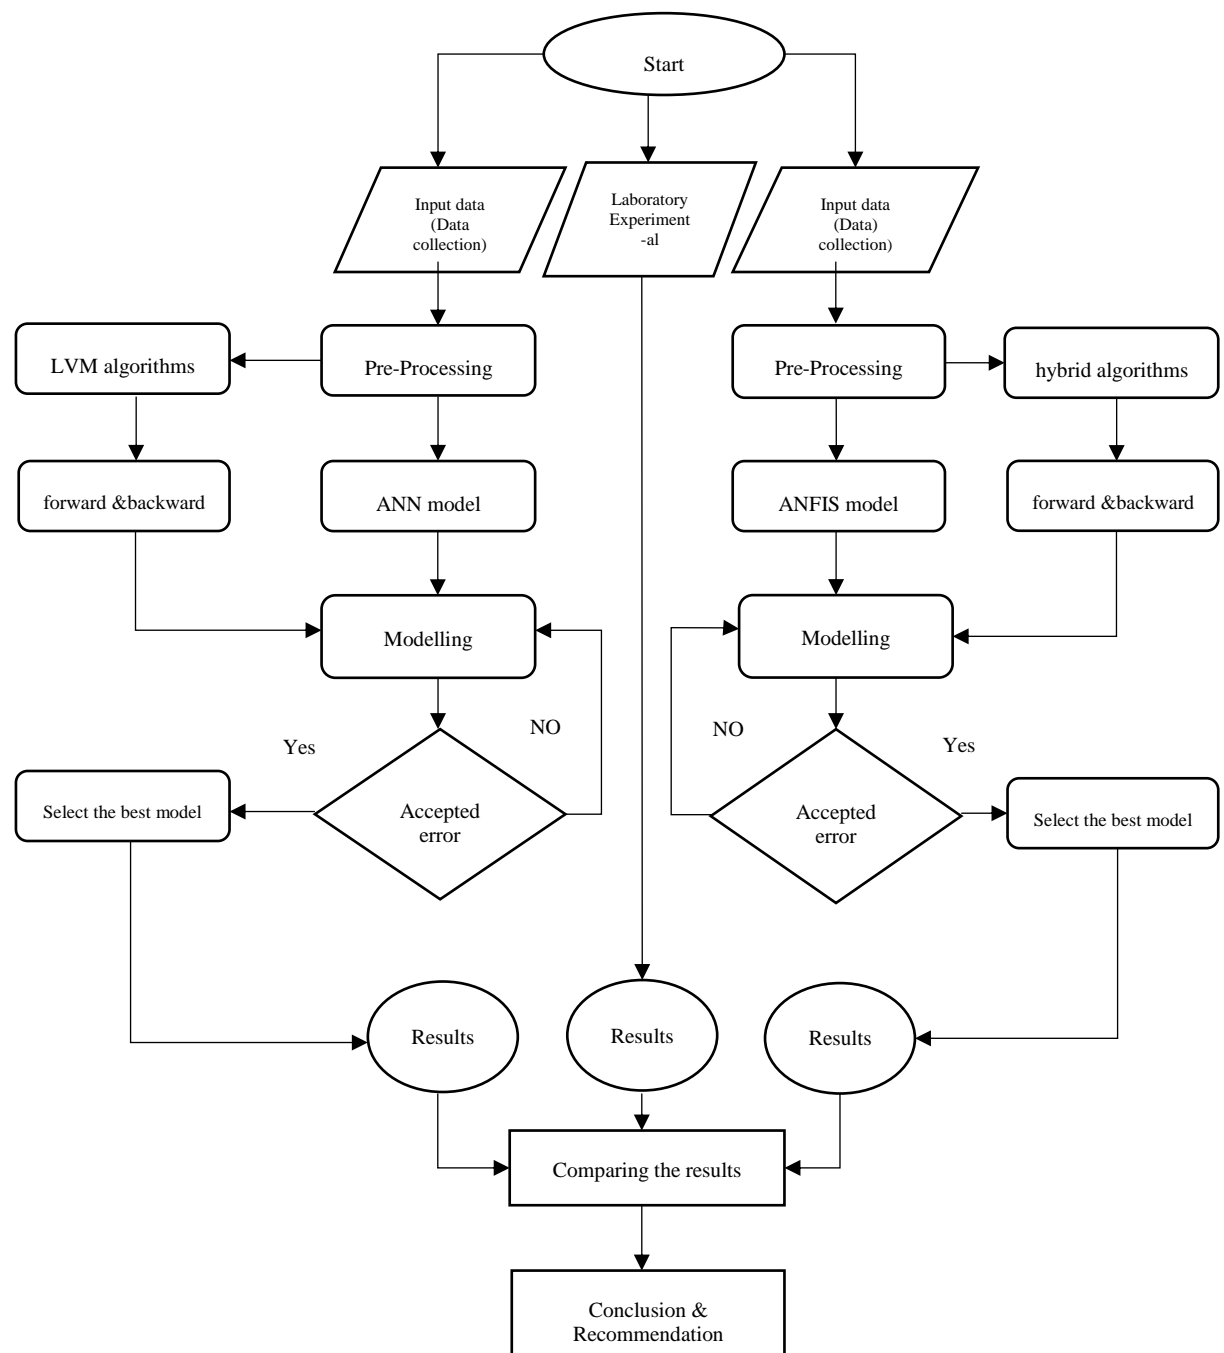 Start
Input data
(Data
collection)
Laboratory
Experiment
-al
Input data
(Data)
collection)
LVM algorithms
Pre-Processing
Pre-Processing
hybrid algorithms
forward &backward
ANN model
ANFIS model
forward &backward
Modelling
Modelling
NO
Yes
NO
Yes
Select the best model
Accepted
error
Accepted
error
Select the best model
Results
Results
Results
Comparing the results
Conclusion &
Recommendation